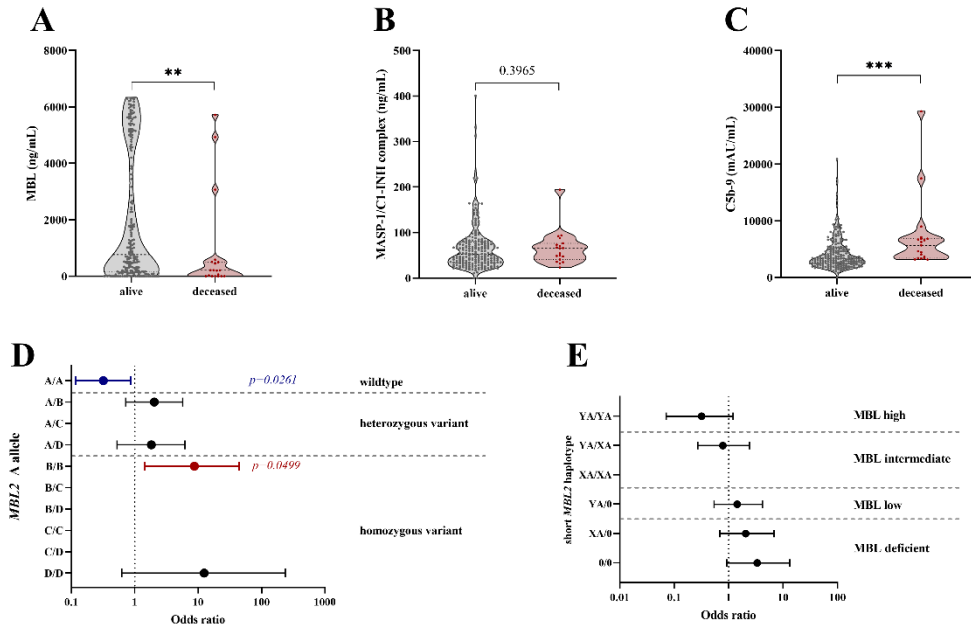 A
MBL (ng/mL)
8000
6000
4000
2000
0
**
alive
deceased
B
MASP-1/C1-INH complex (ng/mL)
500
400
300
200
100
0
0.3965
alive
deceased
C
C5b-9 (mAU/mL)
40000
30000
20000
10000
0
***
alive
deceased
D
MBL2 A allele
A/A
A/B
A/C
A/D
B/B
B/C
B/D
C/C
C/D
D/D
p=0.0261
p=0.0499
wildtype
heterozygous variant
homozygous variant
0.1 1 10 100 1000
Odds ratio
E
short MBL2 haplotype
YA/YA
YA/XA
XA/XA
YA/0
XA/0
0/0
MBL high
MBL intermediate
MBL low
MBL deficient
0.01 0.1 1 10 100
Odds ratio